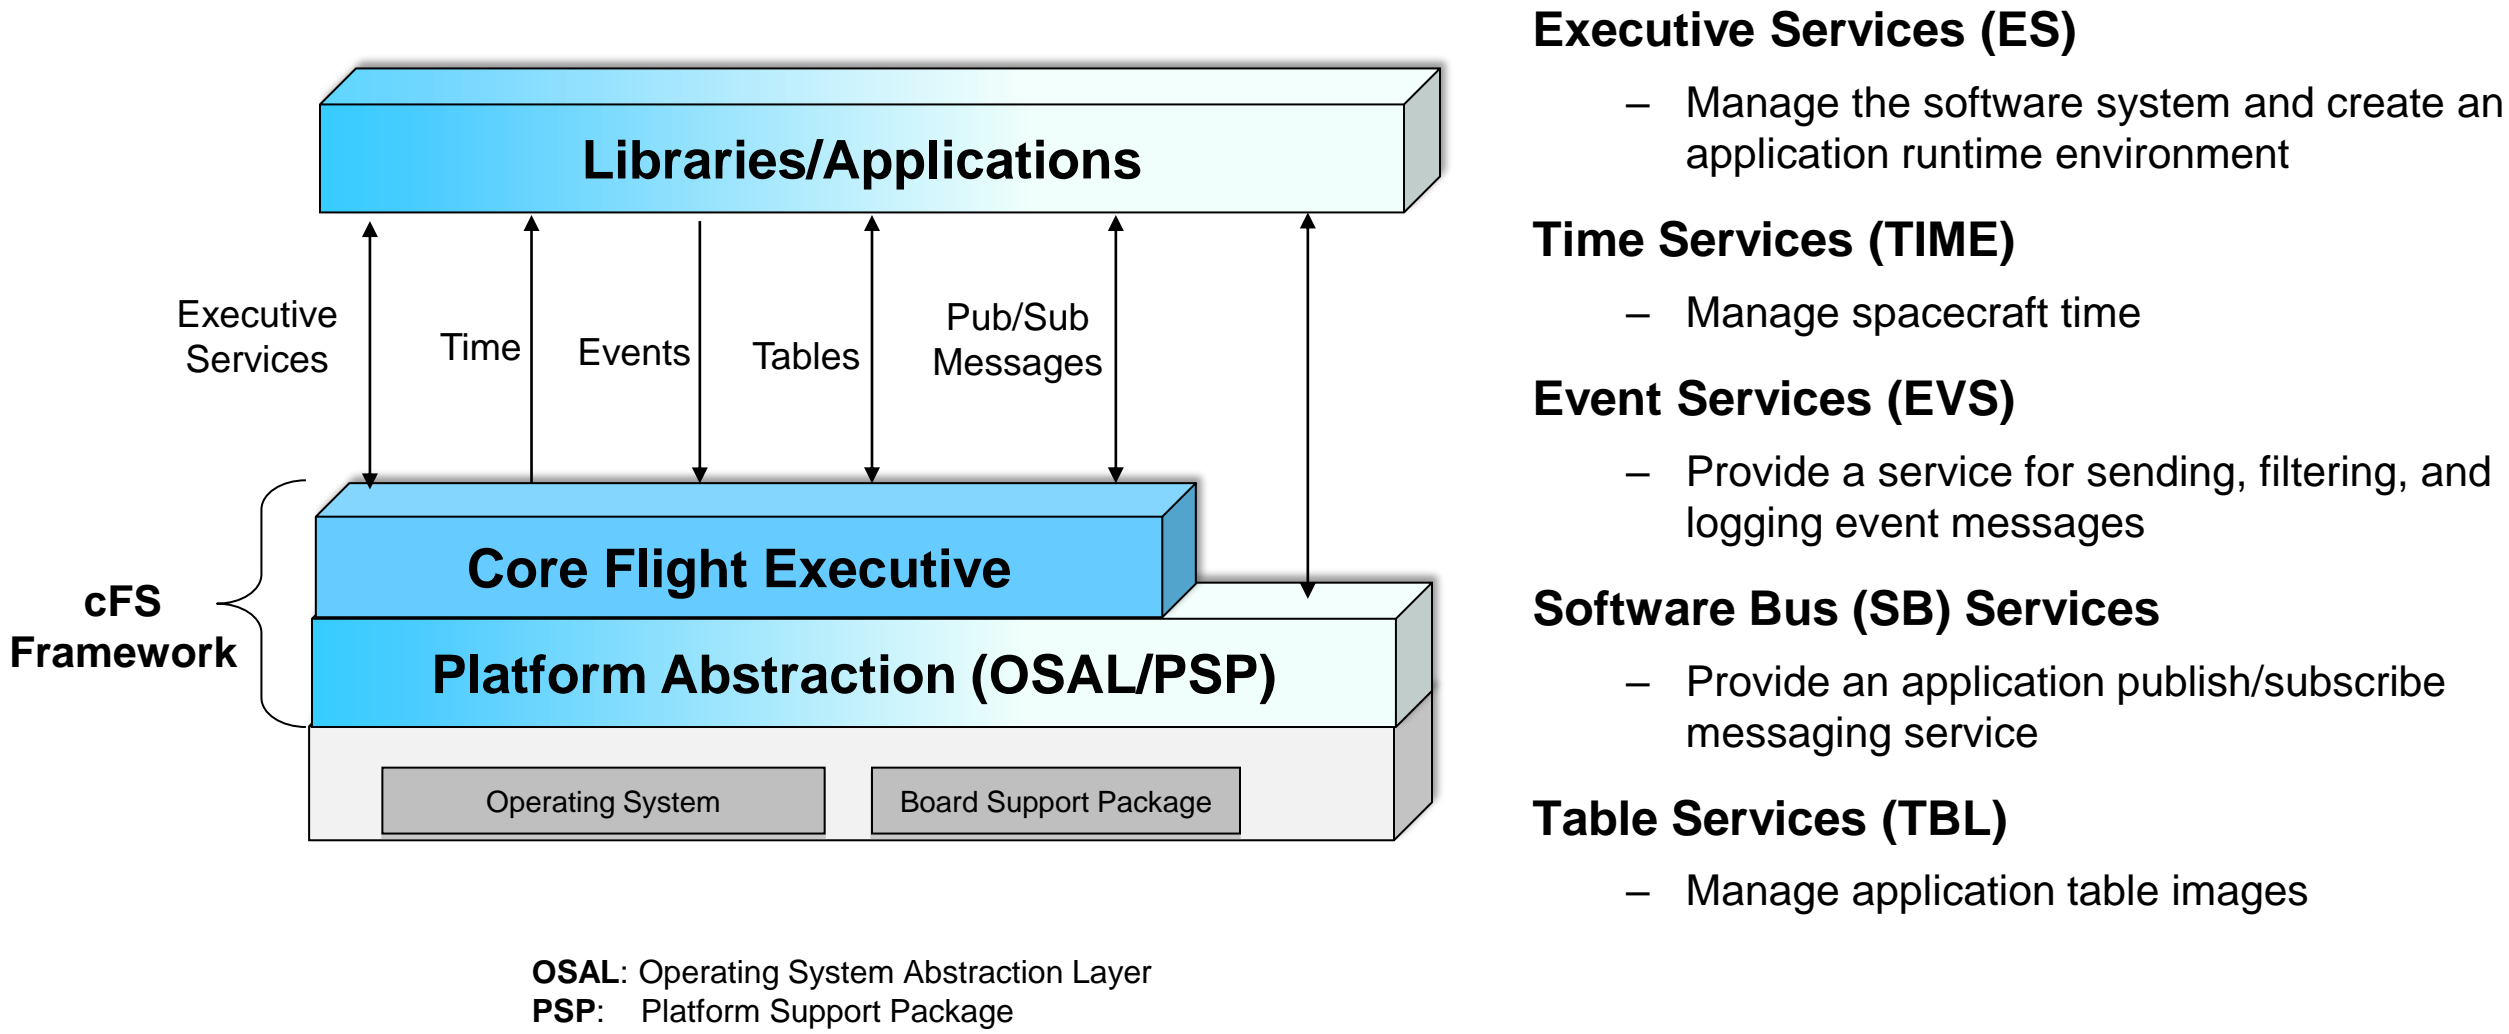 Libraries/Applications
Executive
Services
Time
Events
Tables
Pub/Sub
Messages
cFS
Framework
Core Flight Executive
Platform Abstraction (OSAL/PSP)
Operating System
Board Support Package
OSAL: Operating System Abstraction Layer
PSP: Platform Support Package
Executive Services (ES)
– Manage the software system and create an
application runtime environment
Time Services (TIME)
– Manage spacecraft time
Event Services (EVS)
– Provide a service for sending, filtering, and
logging event messages
Software Bus (SB) Services
– Provide an application publish/subscribe
messaging service
Table Services (TBL)
– Manage application table images